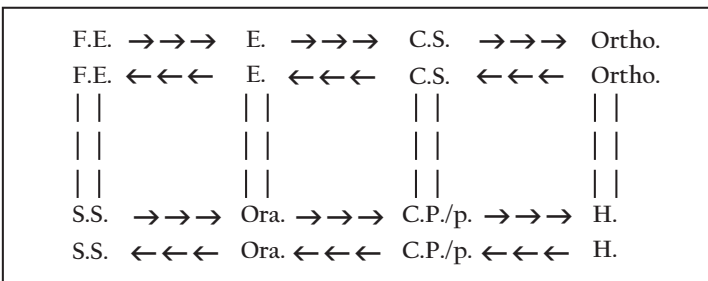 F.E. →→→ E. →→→ C.S. →→→ Ortho.
F.E. ←←← E. ←←← C.S. ←←← Ortho.
| | | | | | | |
| | | | | | | |
| | | | | | | |
S.S. →→→ Ora. →→→ C.P./p. →→→ H.
S.S. ←←← Ora. ←←← C.P./p. ←←← H.